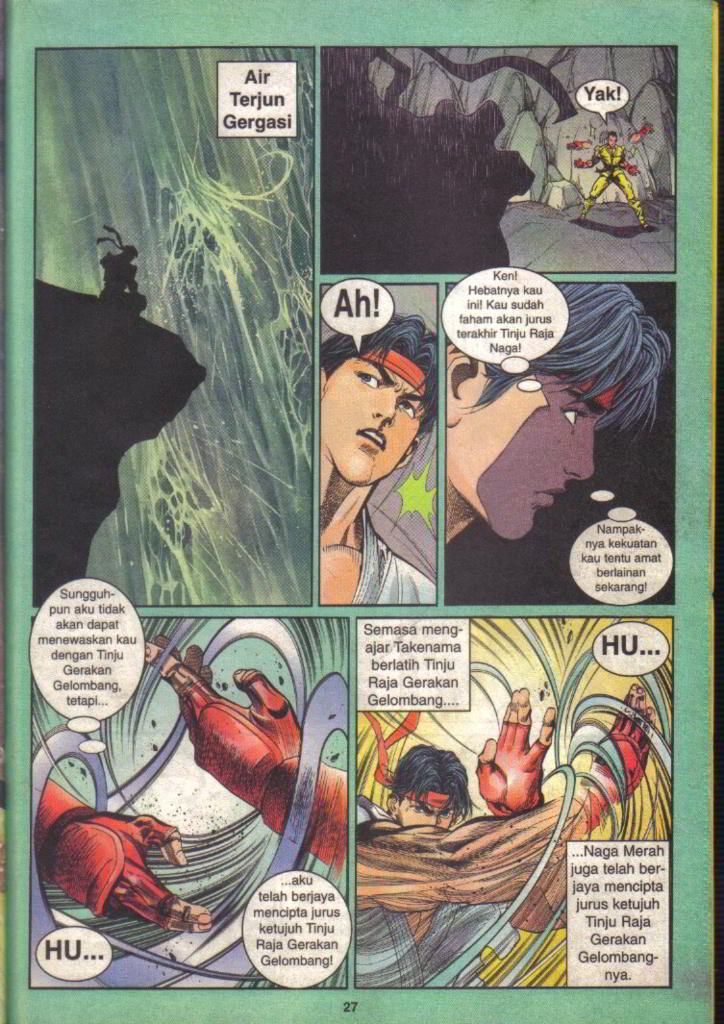 Air
Terjun
Gergasi
Yak!
Ah!
Ken!
Hebatnya kau
ini! Kau sudah
faham akan jurus
terakhir Tinju Raja
Naga!
Nampak-
nya kekuatan
kau tentu amat
berlainan
sekarang!
Sungguh-
pun aku tidak
akan dapat
menewaskan kau
dengan Tinju
Gerakan
Gelombang,
tetapi...
HU...
...aku
telah berjaya
mencipta jurus
ketujuh Tinju
Raja Gerakan
Gelombang!
Semasa meng-
ajar Takenama
berlatih Tinju
Raja Gerakan
Gelombang....
HU...
...Naga Merah
juga telah ber-
jaya mencipta
jurus ketujuh
Tinju Raja
Gerakan
Gelombang-
nya.
27